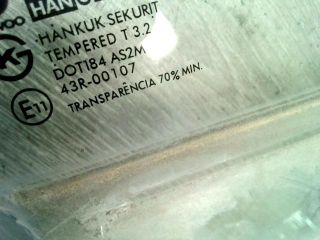 HANKUK SEKURIT
TEMPERED T 3.2
DOT184 AS2M
43R-00107
E11 TRANSPARÊNCIA 70% MIN.